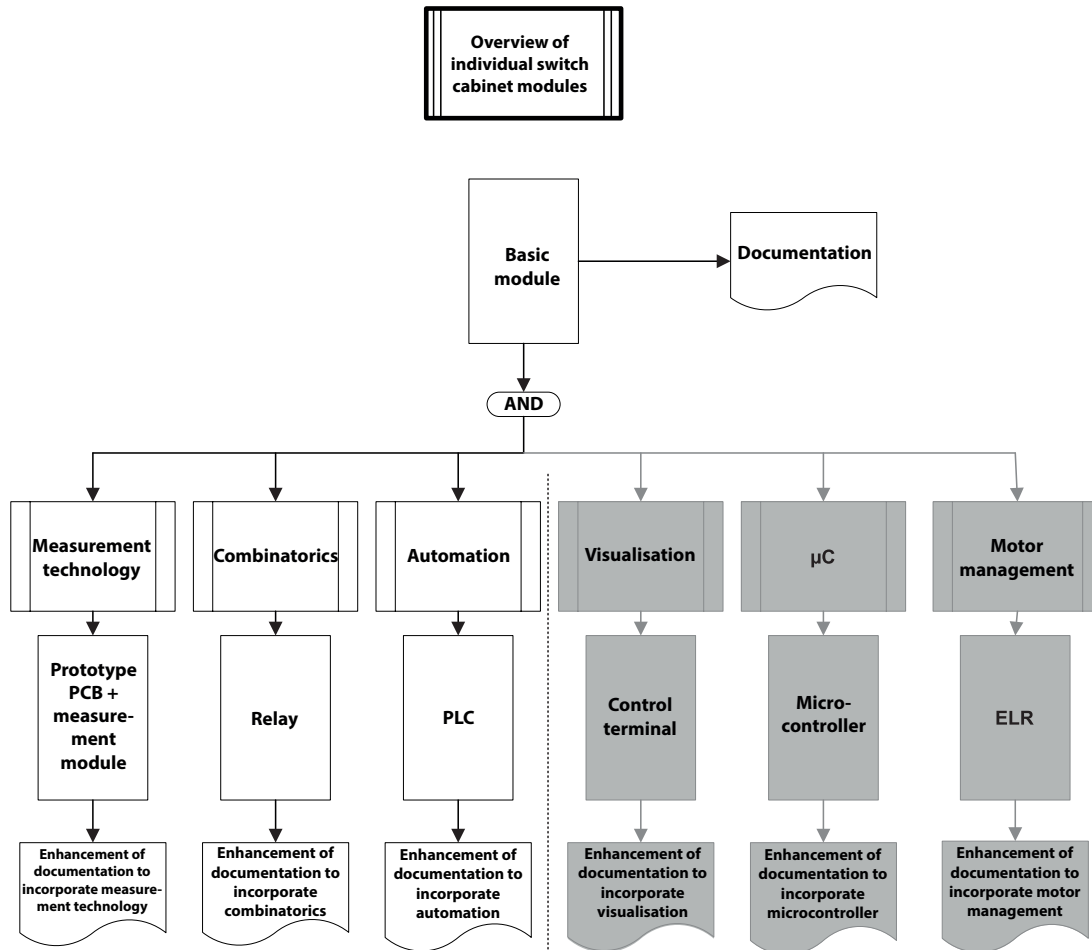 Overview of
individual switch
cabinet modules
Basic
module
Documentation
AND
Measurement
technology
Combinatorics
Automation
Visualisation
µC
Motor
management
Prototype
PCB +
measure-
ment
module
Relay
PLC
Control
terminal
Micro-
controller
ELR
Enhancement of
documentation to
incorporate measure-
ment technology
Enhancement of
documentation to
incorporate
combinatorics
Enhancement of
documentation to
incorporate
automation
Enhancement of
documentation to
incorporate
visualisation
Enhancement of
documentation to
incorporate
microcontroller
Enhancement of
documentation to
incorporate motor
management